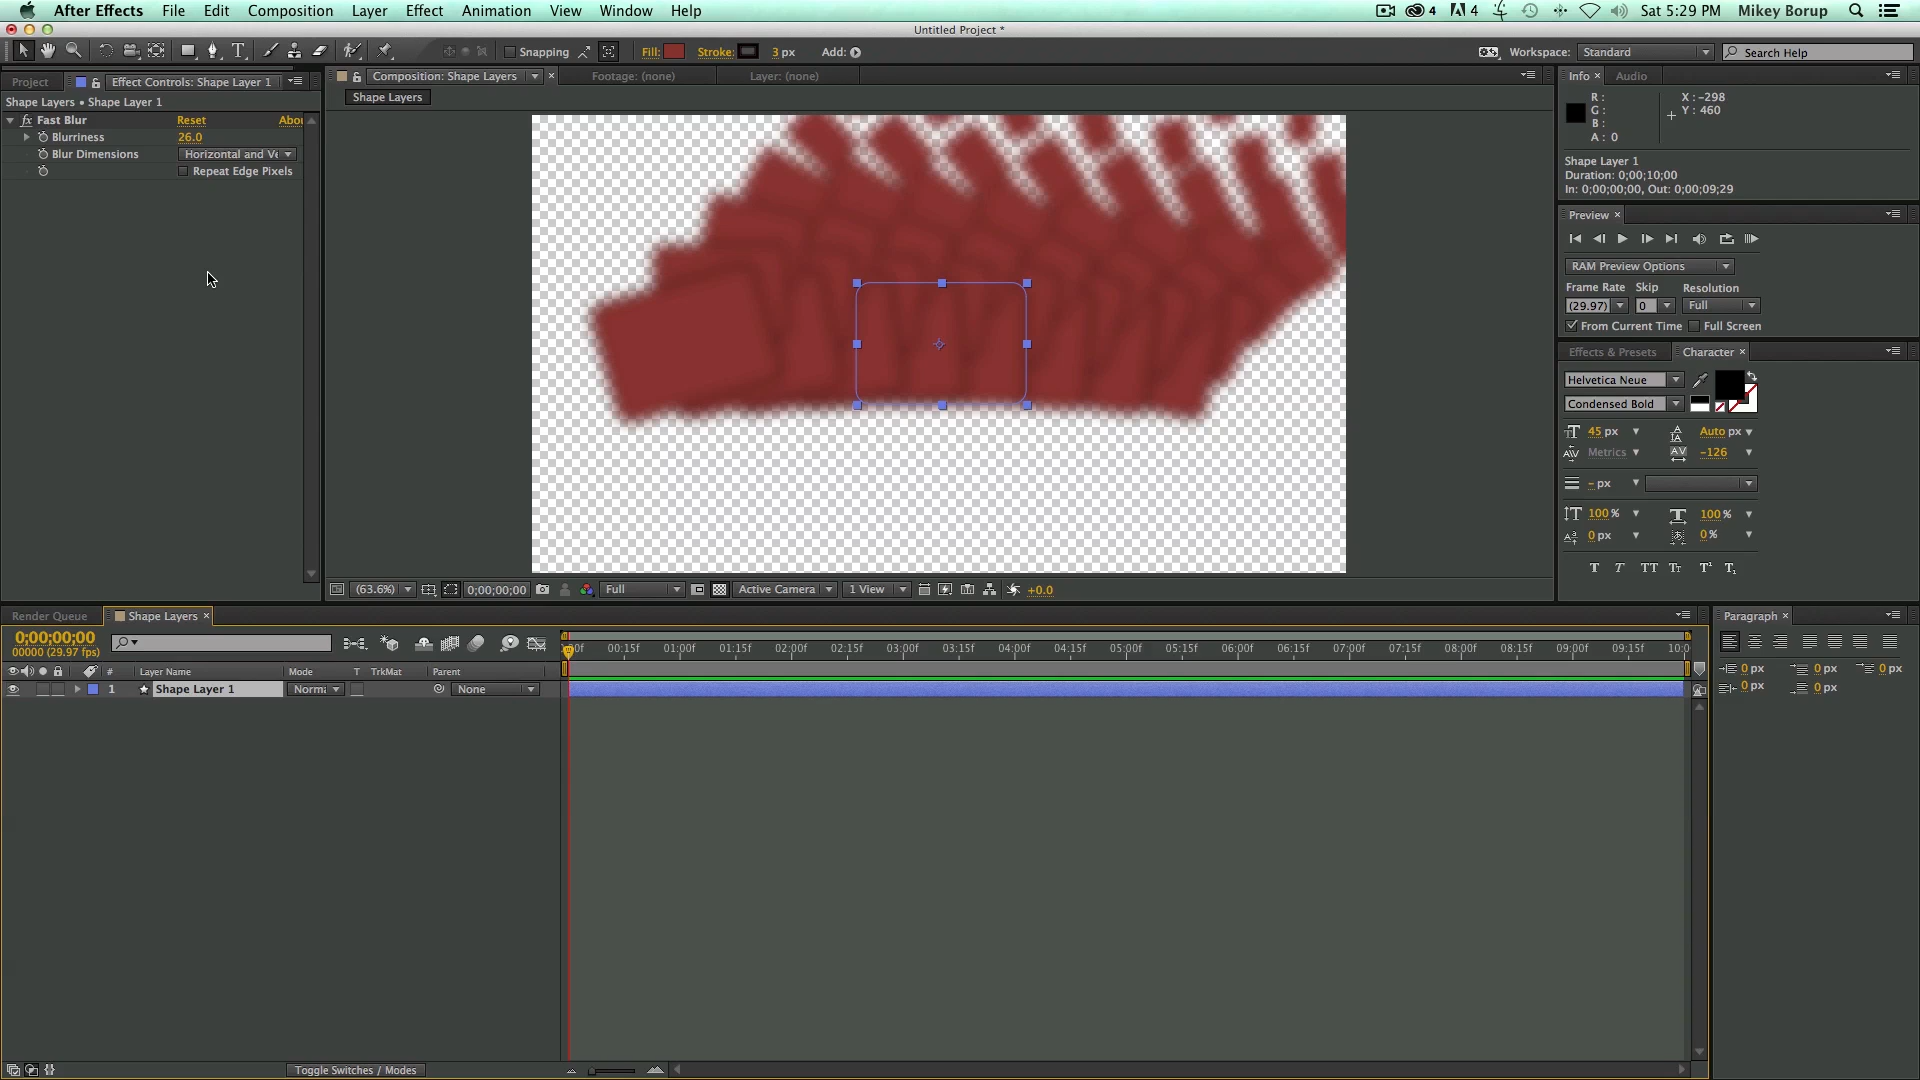 After Effects File Edit Composition Layer Effect Animation View Window Help
4 4 Sat 5:29 PM Mikey Borup
Untitled Project *
Snapping Fill: Stroke: 3 px Add: Workspace: Standard Search Help
Project Effect Controls: Shape Layer 1 Composition: Shape Layers × Footage: (none) Layer: (none) Info × Audio
Shape Layers • Shape Layer 1
Shape Layers
Fast Blur Reset Abou
Blurriness 26.0
Blur Dimensions Horizontal and Ve
Repeat Edge Pixels
R : X : -298
G : Y : 460
B :
A : 0
Shape Layer 1
Duration: 0;00;10;00
In: 0;00;00;00, Out: 0;00;09;29
Preview ×
RAM Preview Options
Frame Rate Skip Resolution
(29.97) 0 Full
From Current Time Full Screen
Effects & Presets Character ×
Helvetica Neue
Condensed Bold
45 px Auto px
Metrics -126
- px
100 % 100 %
0 px 0 %
T T TT Tr T¹ T₁
(63.6%) 0;00;00;00 Full Active Camera 1 View +0.0
Render Queue Shape Layers × Paragraph ×
0;00;00;00
00000 (29.97 fps)
00f 00:15f 01:00f 01:15f 02:00f 02:15f 03:00f 03:15f 04:00f 04:15f 05:00f 05:15f 06:00f 06:15f 07:00f 07:15f 08:00f 08:15f 09:00f 09:15f 10:0
# Layer Name Mode T TrkMat Parent
1 Shape Layer 1 Norma None
0 px 0 px 0 px
0 px 0 px
Toggle Switches / Modes